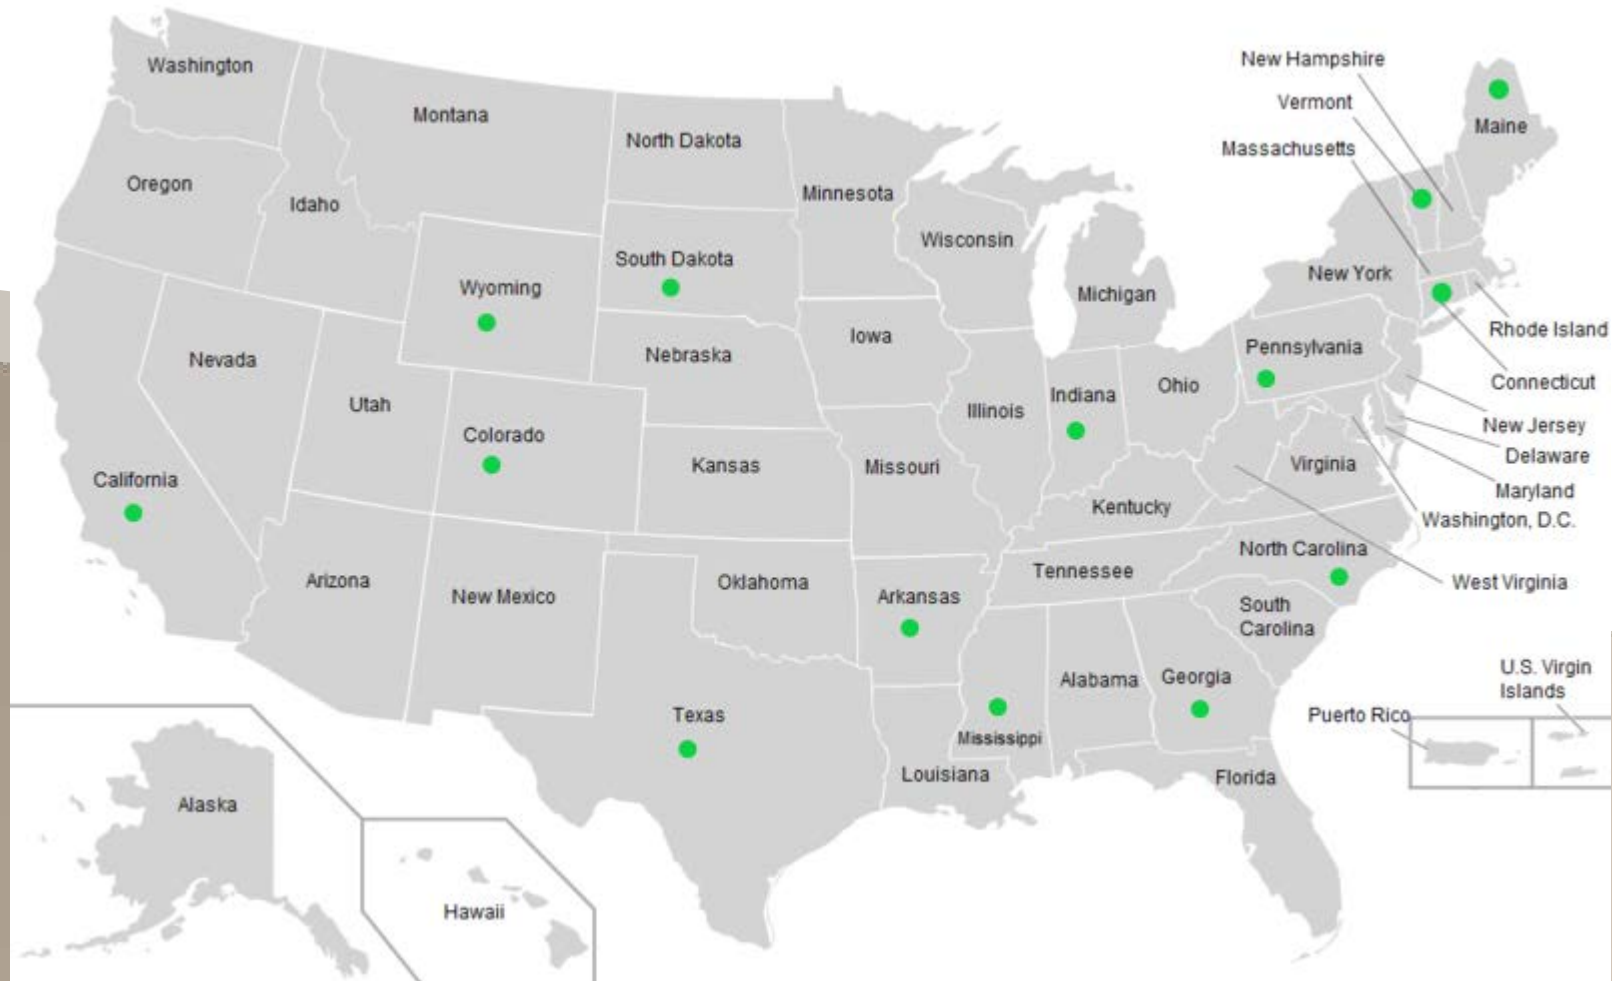 New Hampshire
Washington
Vermont
Montana
Maine
North Dakota
Massachusetts
Oregon
Minnesota
Idaho
Wisconsin
South Dakota
New York
Wyoming
Michigan
Rhode Island
Iowa
Pennsylvania
Nebraska
Nevada
Connecticut
Ohio
Indiana
Utah
Illinois
New Jersey
Colorado
Delaware
Virginia
Kansas
Missouri
California
Maryland
Kentucky
Washington, D.C.
North Carolina
Tennessee
Arizona
Oklahoma
West Virginia
New Mexico
Arkansas
South
Carolina
U.S. Virgin
Islands
Georgia
Alabama
Texas
Puerto Rico
Mississippi
Louisiana
Florida
Alaska
Hawaii